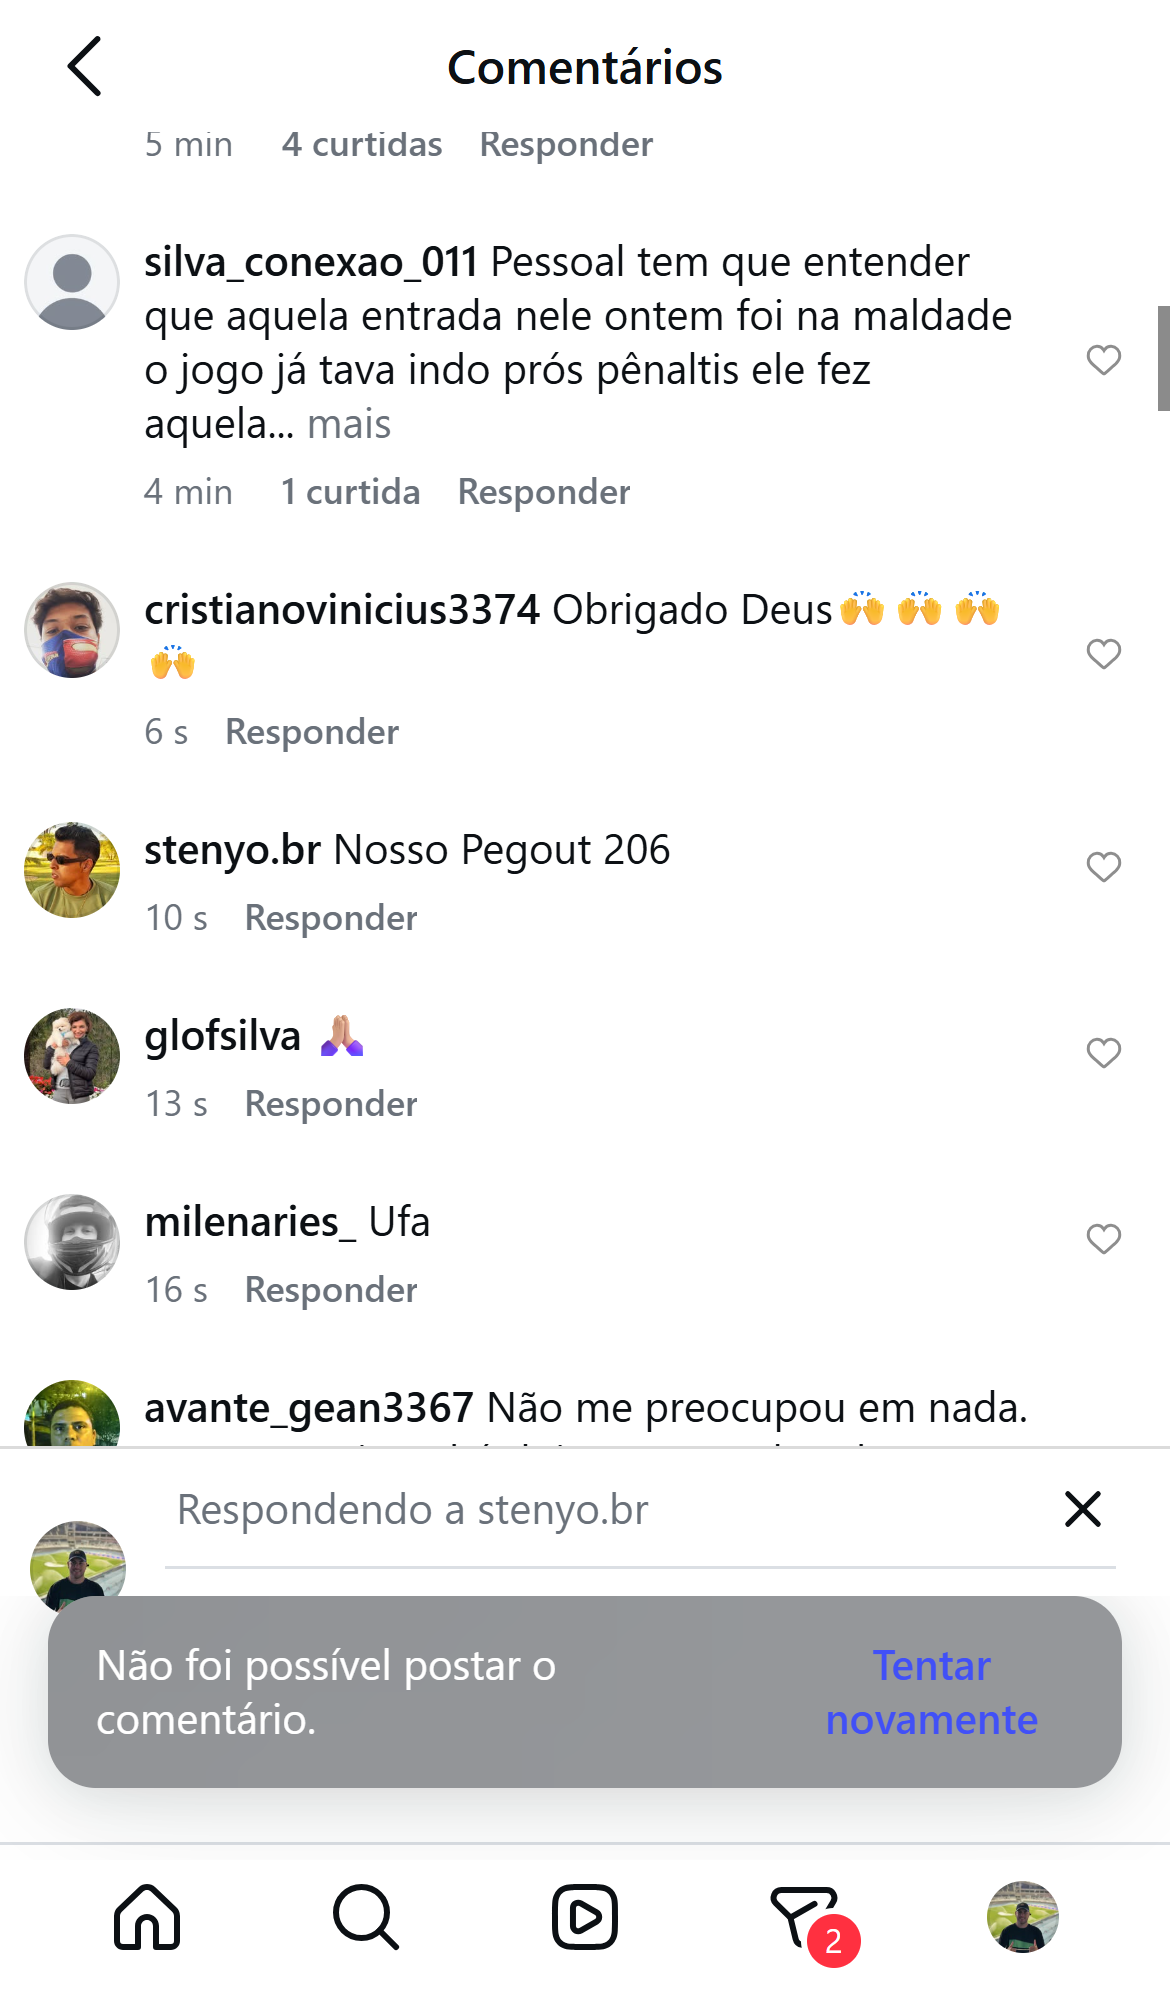 Comentários
5 min 4 curtidas Responder
silva_conexao_011 Pessoal tem que entender
que aquela entrada nele ontem foi na maldade
o jogo já tava indo prós pênaltis ele fez
aquela... mais
4 min 1 curtida Responder
cristianovinicius3374 Obrigado Deus🙌 🙌 🙌
🙌
6 s Responder
stenyo.br Nosso Pegout 206
10 s Responder
glofsilva 🙏🏽
13 s Responder
milenaries_ Ufa
16 s Responder
avante_gean3367 Não me preocupou em nada.
Respondendo a stenyo.br
Não foi possível postar o
comentário.
Tentar
novamente
2